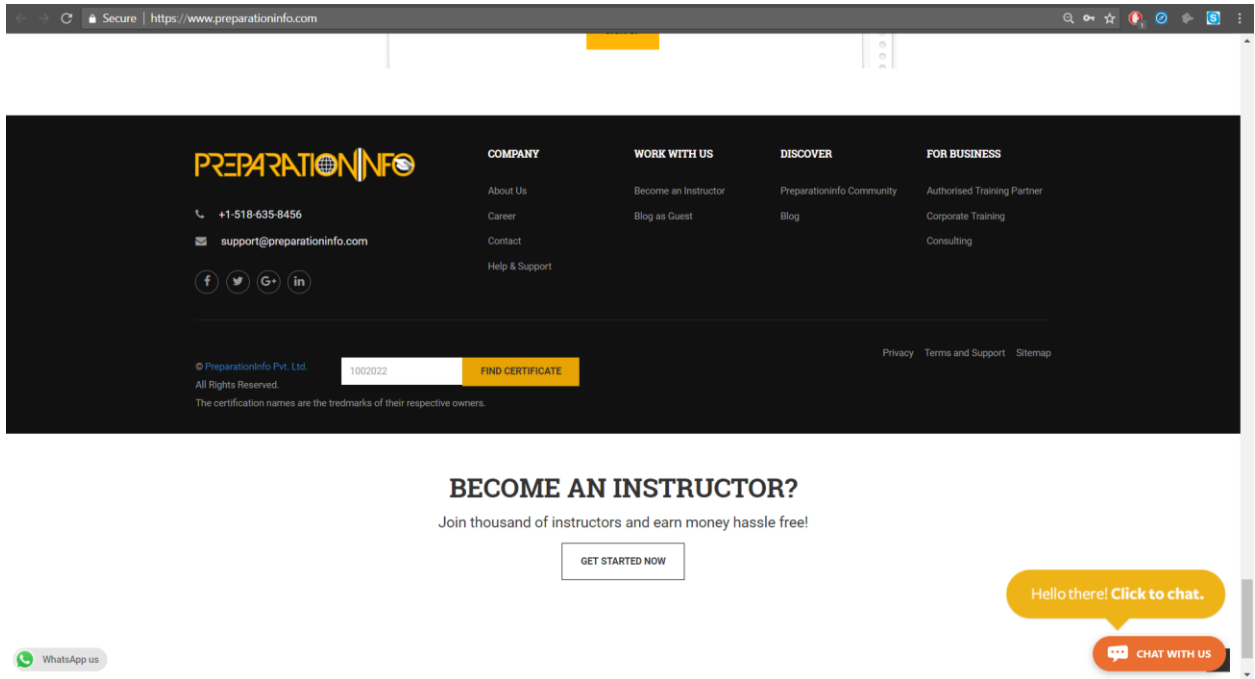 Secure | https://www.preparationinfo.com
PREPARATIONINFO
+1-518-635-8456
support@preparationinfo.com
COMPANY
About Us
Career
Contact
Help & Support
WORK WITH US
Become an Instructor
Blog as Guest
DISCOVER
Preparationinfo Community
Blog
FOR BUSINESS
Authorised Training Partner
Corporate Training
Consulting
© PreparationInfo Pvt. Ltd.
All Rights Reserved.
The certification names are the tredmarks of their respective owners.
1002022
FIND CERTIFICATE
Privacy Terms and Support Sitemap
BECOME AN INSTRUCTOR?
Join thousand of instructors and earn money hassle free!
GET STARTED NOW
Hello there! Click to chat.
CHAT WITH US
WhatsApp us